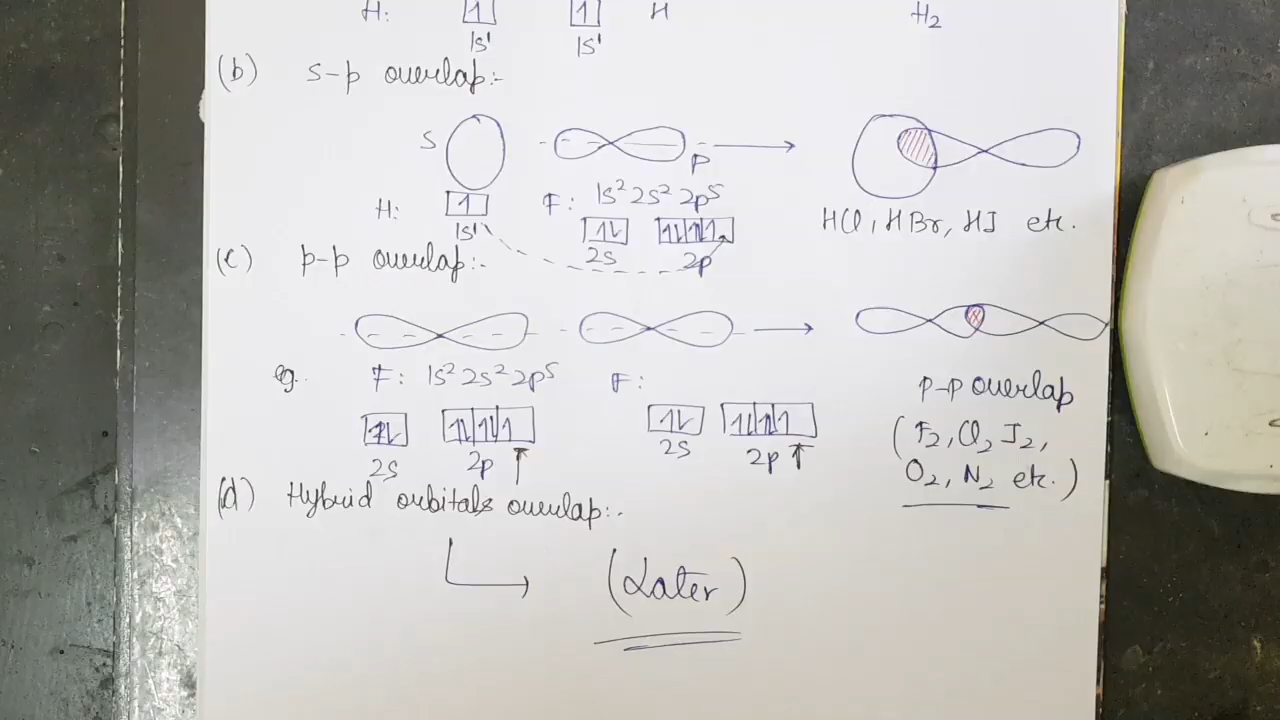 H: 1 1 H H2
1s¹ 1s¹
(b) s-p overlap:-
S p
H: 1 F: 1s² 2s² 2p⁵
1s¹ 1L 1L 1L 1
2s 2p
HCl, HBr, HI etc.
(c) p-p overlap:-
eg. F: 1s² 2s² 2p⁵ F:
1L 1L 1L 1 1L 1L 1L 1
2s 2p 2s 2p
p-p overlap
(F2, Cl2 I2,
O2, N2 etc.)
(d) Hybrid orbitals overlap:-
(Later)